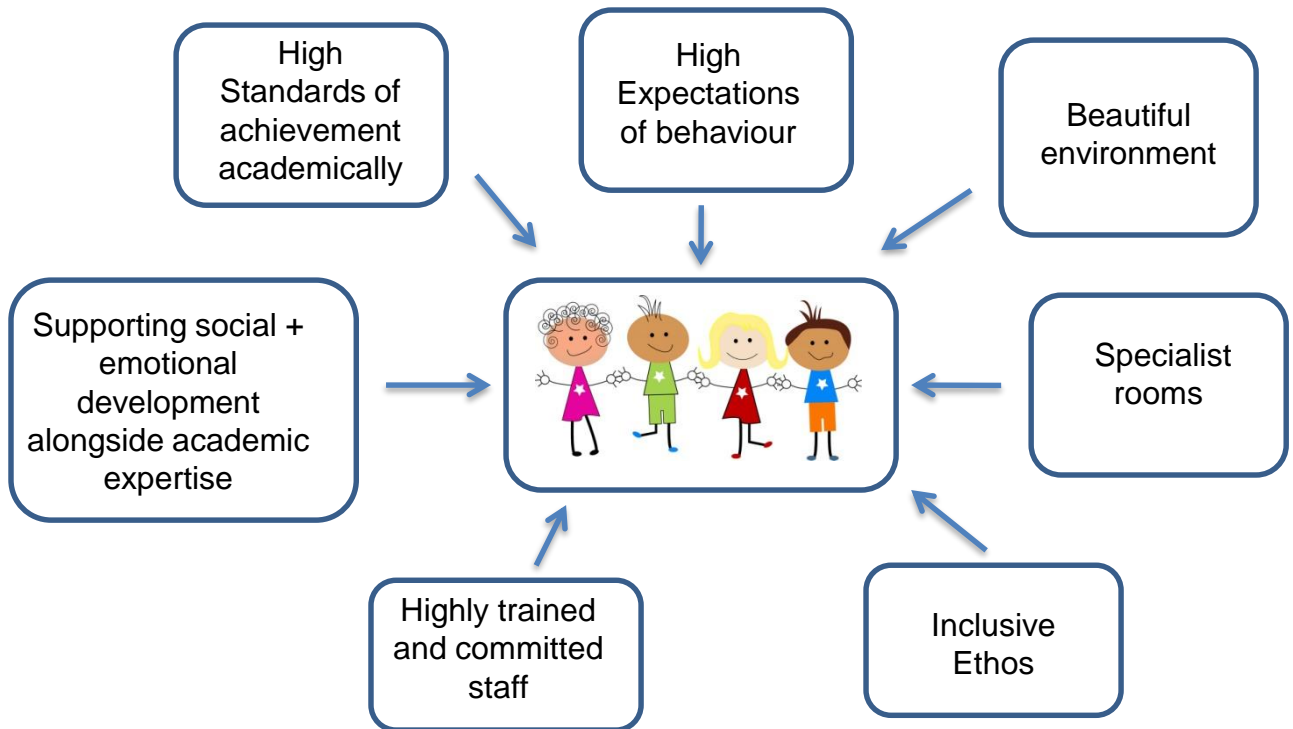 High
Standards of
achievement
academically
High
Expectations
of behaviour
Beautiful
environment
Supporting social +
emotional
development
alongside academic
expertise
Specialist
rooms
Highly trained
and committed
staff
Inclusive
Ethos